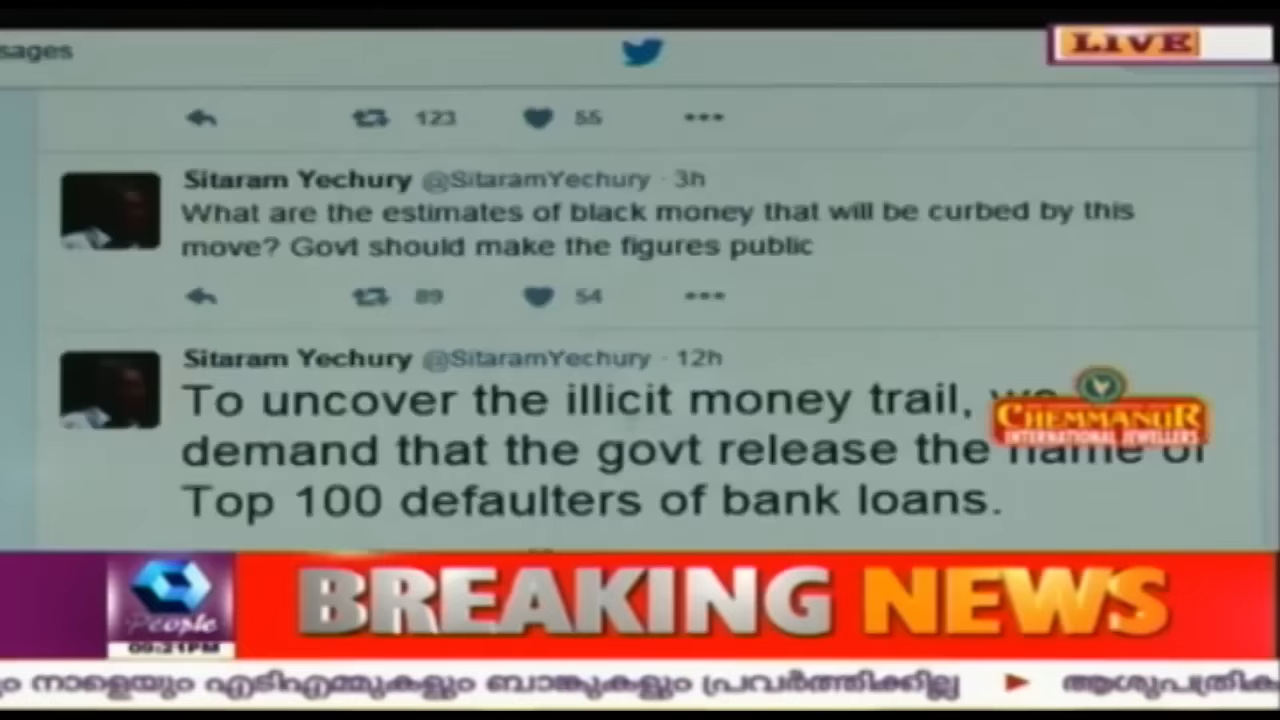 sages
LIVE
123 55
Sitaram Yechury @SitaramYechury · 3h
What are the estimates of black money that will be curbed by this
move? Govt should make the figures public
89 54
Sitaram Yechury @SitaramYechury · 12h
To uncover the illicit money trail, we
CHEMMANUR
INTERNATIONAL JEWELLERS
demand that the govt release the name of
Top 100 defaulters of bank loans.
People
09:21PM
BREAKING NEWS
ം നാളെയും എടിഎമ്മുകളും ബാങ്കുകളും പ്രവർത്തിക്കില്ല ആശുപത്രിക